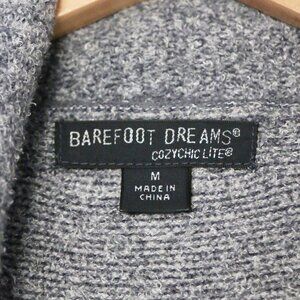 BAREFOOT DREAMS®
COZYCHIC LITE®
M
MADE IN
CHINA